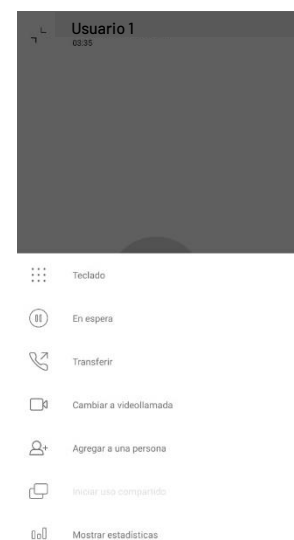 Usuario 1
03:35
Teclado
En espera
Transferir
Cambiar a videollamada
Agregar a una persona
Iniciar uso compartido
Mostrar estadísticas